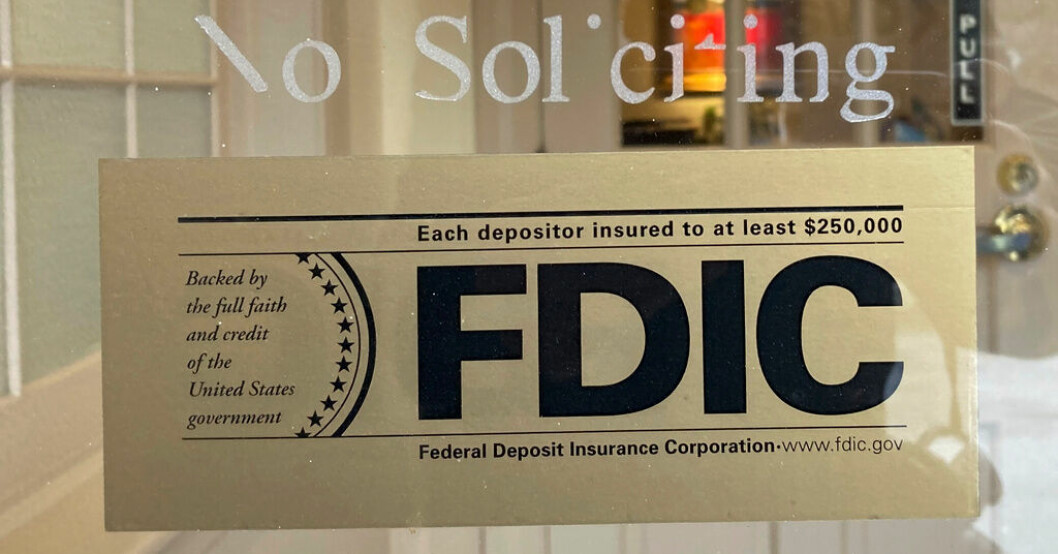 No Soliciting
PULL
Each depositor insured to at least $250,000
Backed by
the full faith
and credit
of the
United States
government
FDIC
Federal Deposit Insurance Corporation·www.fdic.gov